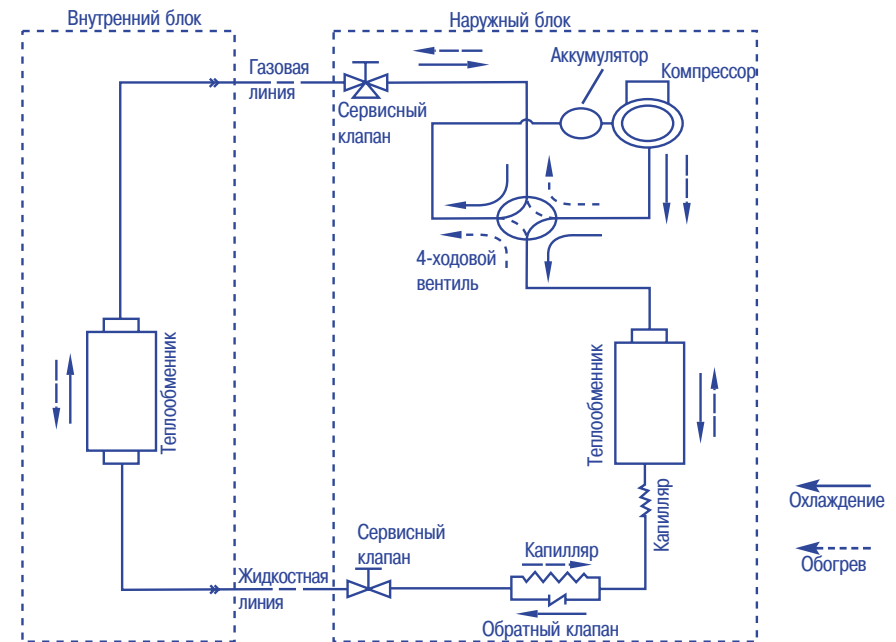 Внутренний блок
Наружный блок
Газовая
линия
Сервисный
клапан
Аккумулятор
Компрессор
4-ходовой
вентиль
Теплообменник
Теплообменник
Капилляр
Охлаждение
Обогрев
Сервисный
клапан
Капилляр
Жидкостная
линия
Обратный клапан